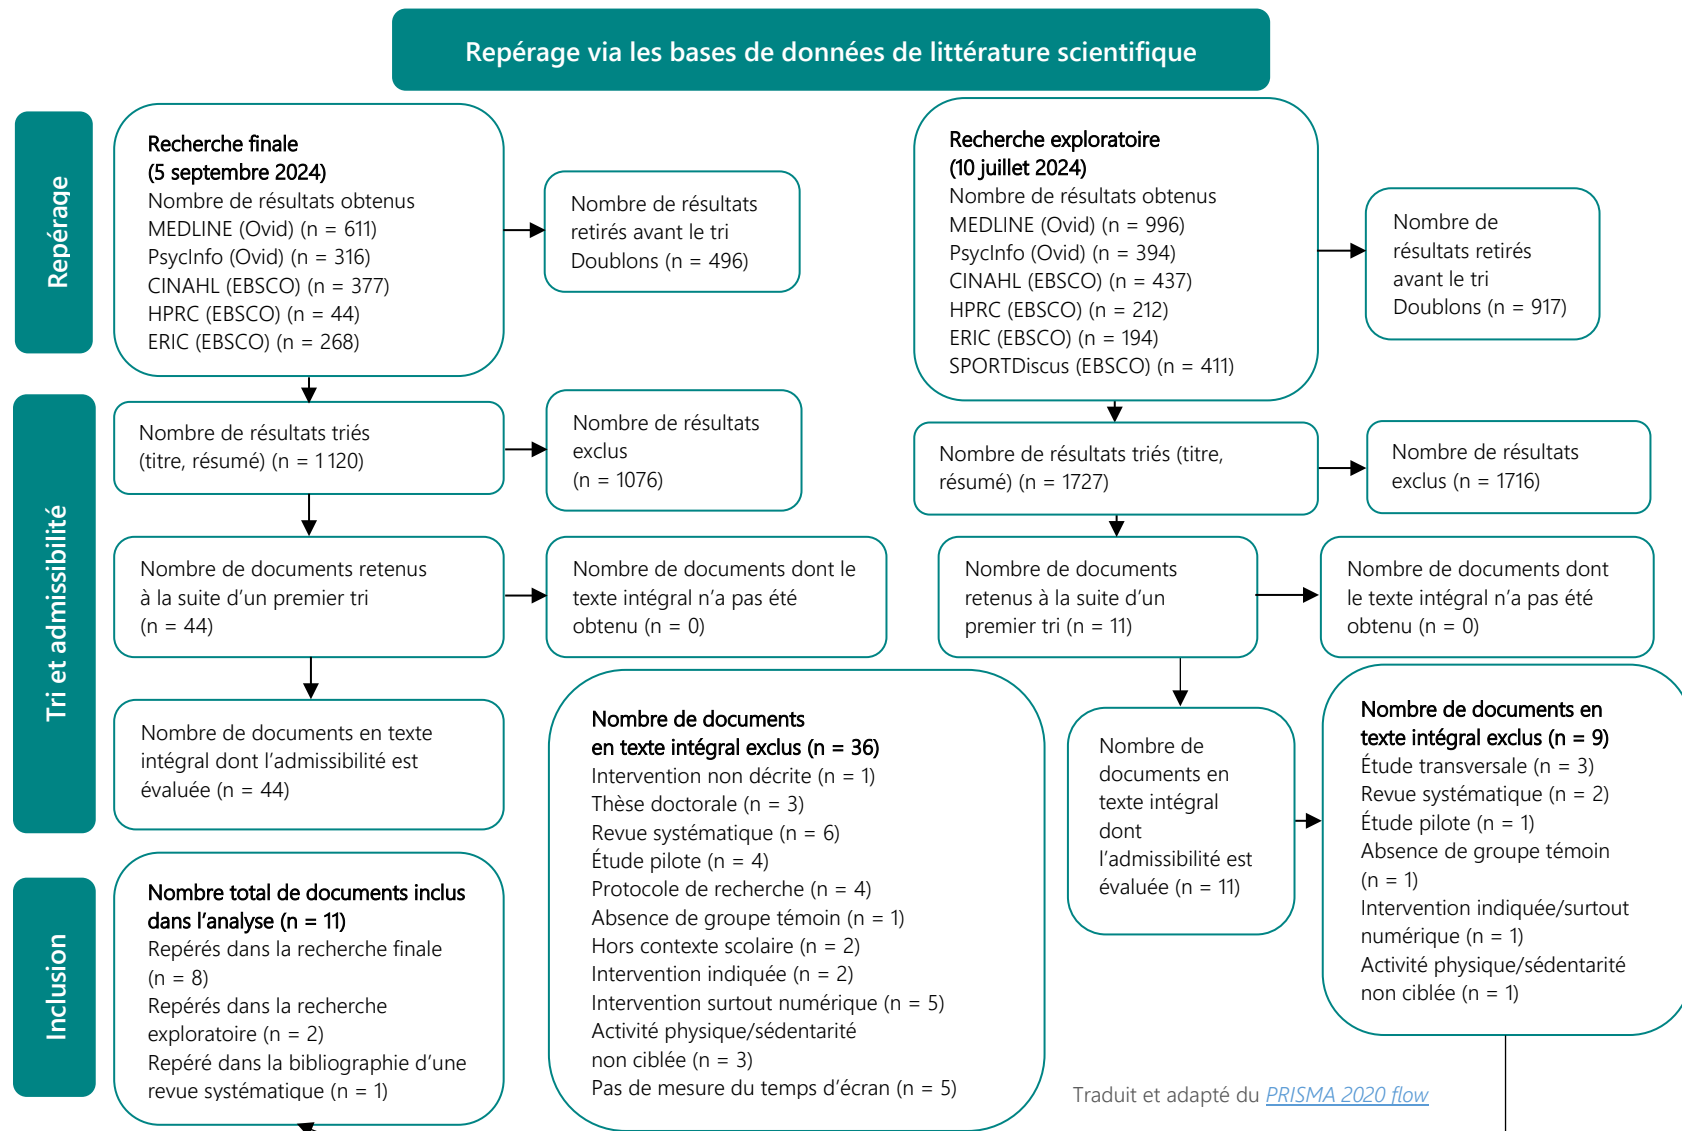 Repérage via les bases de données de littérature scientifique
Repérage
Recherche finale
(5 septembre 2024)
Nombre de résultats obtenus
MEDLINE (Ovid) (n = 611)
PsycInfo (Ovid) (n = 316)
CINAHL (EBSCO) (n = 377)
HPRC (EBSCO) (n = 44)
ERIC (EBSCO) (n = 268)
Nombre de résultats
retirés avant le tri
Doublons (n = 496)
Recherche exploratoire
(10 juillet 2024)
Nombre de résultats obtenus
MEDLINE (Ovid) (n = 996)
PsycInfo (Ovid) (n = 394)
CINAHL (EBSCO) (n = 437)
HPRC (EBSCO) (n = 212)
ERIC (EBSCO) (n = 194)
SPORTDiscus (EBSCO) (n = 411)
Nombre de
résultats retirés
avant le tri
Doublons (n = 917)
Tri et admissibilité
Nombre de résultats triés
(titre, résumé) (n = 1 120)
Nombre de résultats
exclus
(n = 1076)
Nombre de résultats triés (titre,
résumé) (n = 1727)
Nombre de résultats
exclus (n = 1716)
Nombre de documents retenus
à la suite d’un premier tri
(n = 44)
Nombre de documents dont le
texte intégral n’a pas été
obtenu (n = 0)
Nombre de documents
retenus à la suite d’un
premier tri (n = 11)
Nombre de documents dont
le texte intégral n’a pas été
obtenu (n = 0)
Nombre de documents en texte
intégral dont l’admissibilité est
évaluée (n = 44)
Nombre de documents
en texte intégral exclus (n = 36)
Intervention non décrite (n = 1)
Thèse doctorale (n = 3)
Revue systématique (n = 6)
Étude pilote (n = 4)
Protocole de recherche (n = 4)
Absence de groupe témoin (n = 1)
Hors contexte scolaire (n = 2)
Intervention indiquée (n = 2)
Intervention surtout numérique (n = 5)
Activité physique/sédentarité
non ciblée (n = 3)
Pas de mesure du temps d’écran (n = 5)
Nombre de
documents en
texte intégral
dont
l’admissibilité est
évaluée (n = 11)
Nombre de documents en
texte intégral exclus (n = 9)
Étude transversale (n = 3)
Revue systématique (n = 2)
Étude pilote (n = 1)
Absence de groupe témoin
(n = 1)
Intervention indiquée/surtout
numérique (n = 1)
Activité physique/sédentarité
non ciblée (n = 1)
Inclusion
Nombre total de documents inclus
dans l’analyse (n = 11)
Repérés dans la recherche finale
(n = 8)
Repérés dans la recherche
exploratoire (n = 2)
Repéré dans la bibliographie d’une
revue systématique (n = 1)
Traduit et adapté du PRISMA 2020 flow